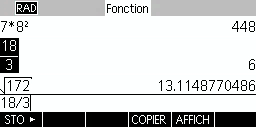 RAD Fonction
7*8² 448
18
3 6
√172 13.1148770486
18/3
STO ► COPIER AFFICH